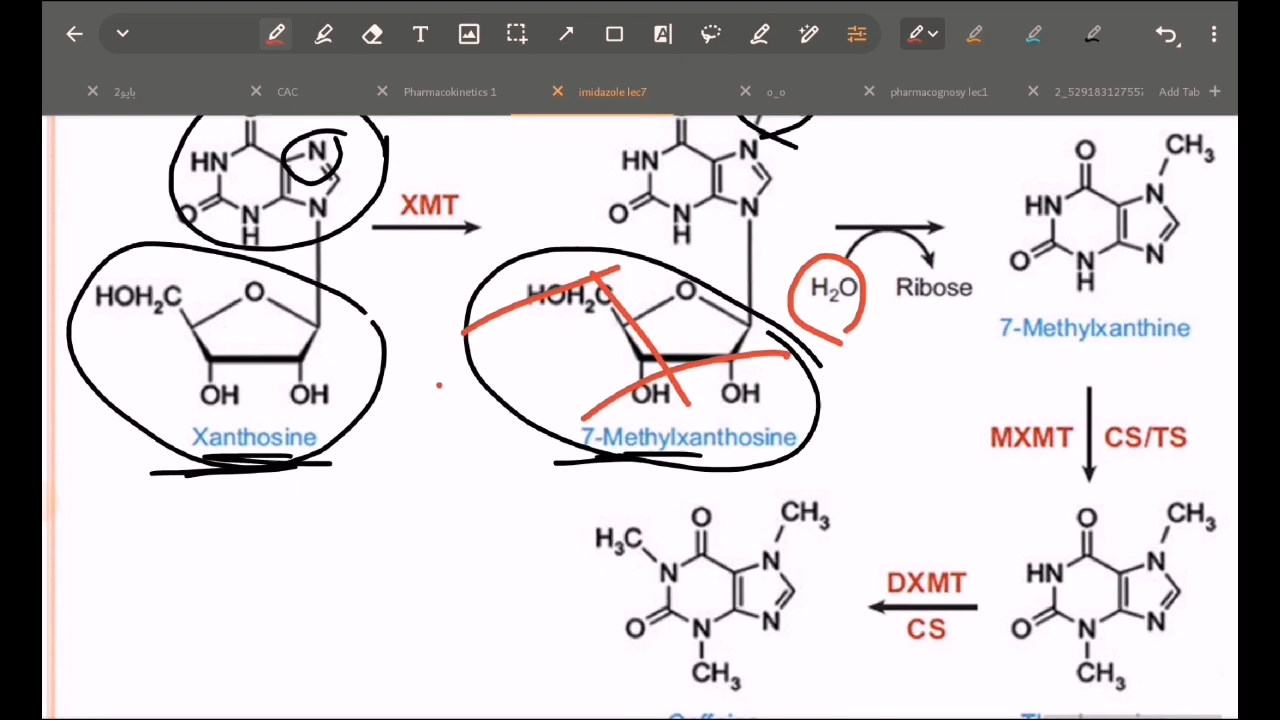 T A
بايو2 CAC Pharmacokinetics 1 imidazole lec7 o_o pharmacognosy lec1 2_529183127557 Add Tab
O
HN N O N H N
XMT
HN N O N H N
O CH₃ HN N O N H N
HOH₂C O OH OH
HOH₂C O OH OH
H₂O Ribose
7-Methylxanthine
Xanthosine
7-Methylxanthosine
MXMT CS/TS
O CH₃ H₃C N N O N N CH₃
DXMT
CS
O CH₃ HN N O N N CH₃